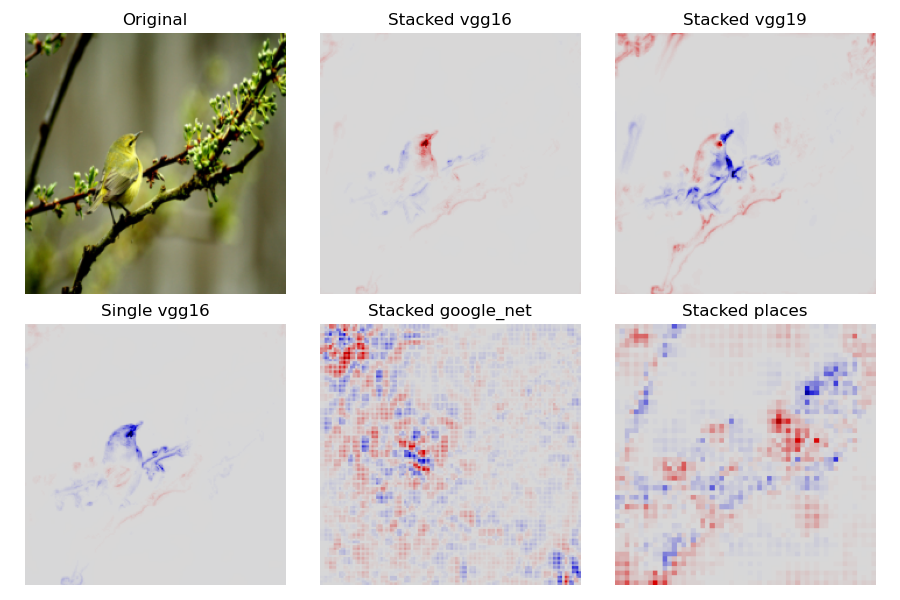 Original
Stacked vgg16
Stacked vgg19
Single vgg16
Stacked google_net
Stacked places